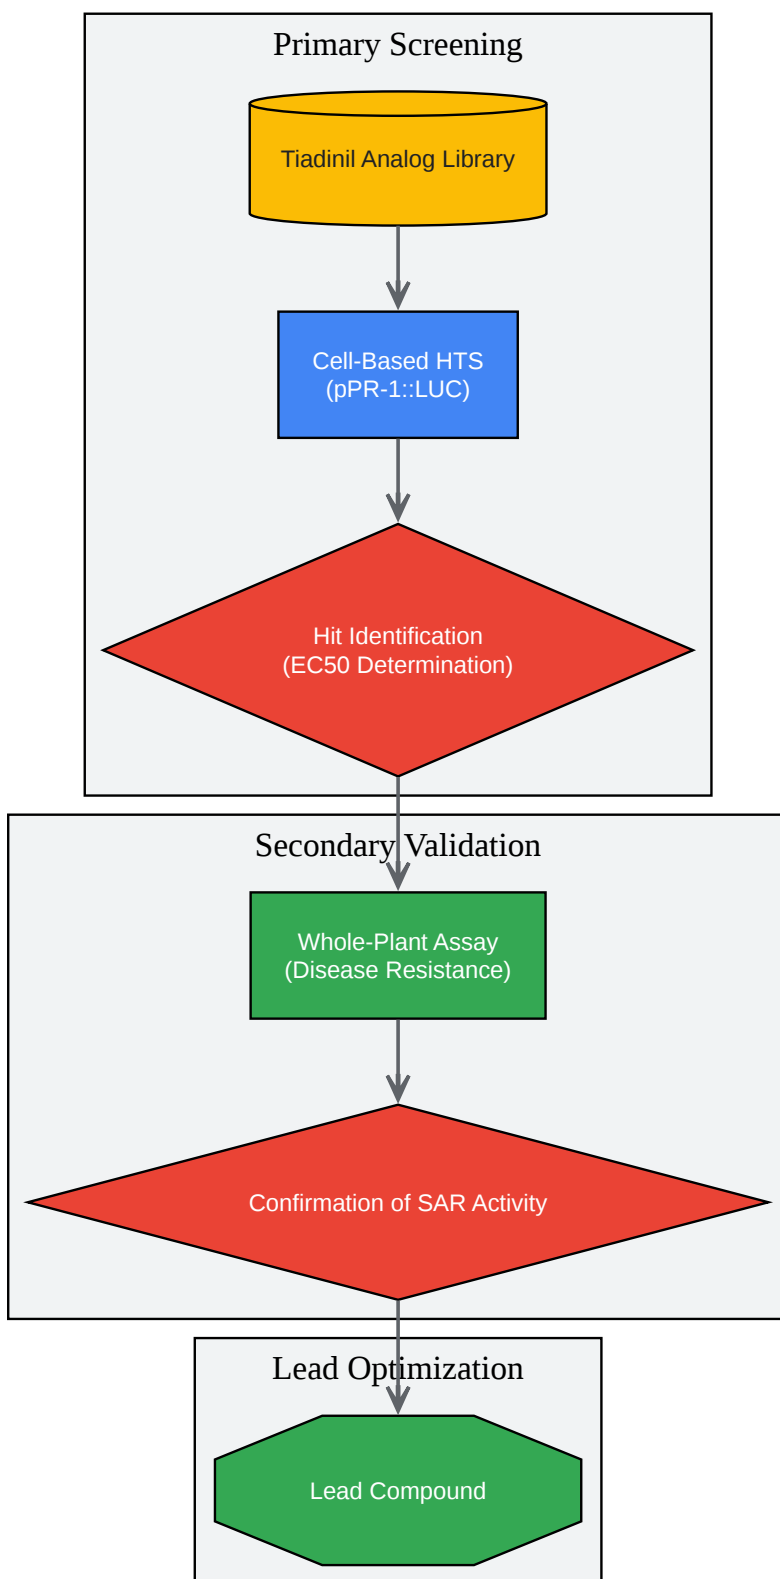 Primary Screening
Tiadinil Analog Library
Cell-Based HTS
(pPR-1::LUC)
Hit Identification
(EC50 Determination)
Secondary Validation
Whole-Plant Assay
(Disease Resistance)
Confirmation of SAR Activity
Lead Optimization
Lead Compound